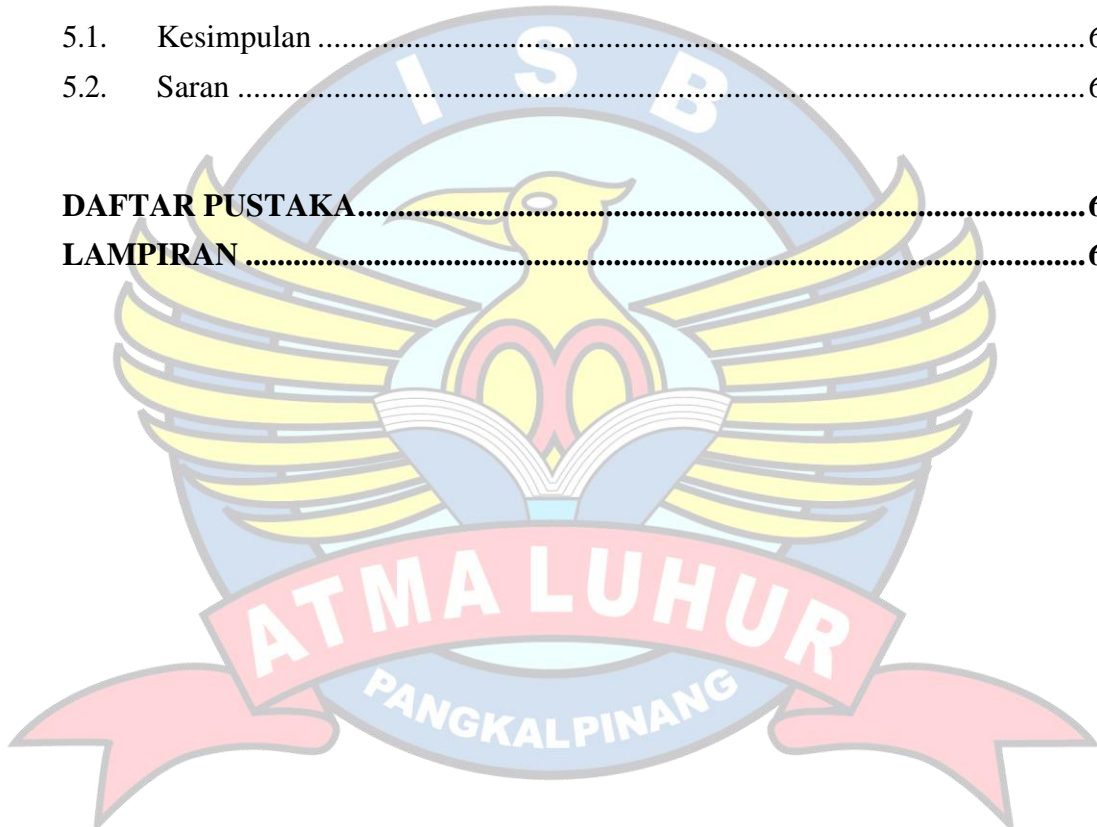 5.1. Kesimpulan ........................................................................................... 6
5.2. Saran ........................................................................................................ 6
DAFTAR PUSTAKA ............................................................................................. 6
LAMPIRAN ........................................................................................................... 6
I S B
ATMA LUHUR
PANGKALPINANG